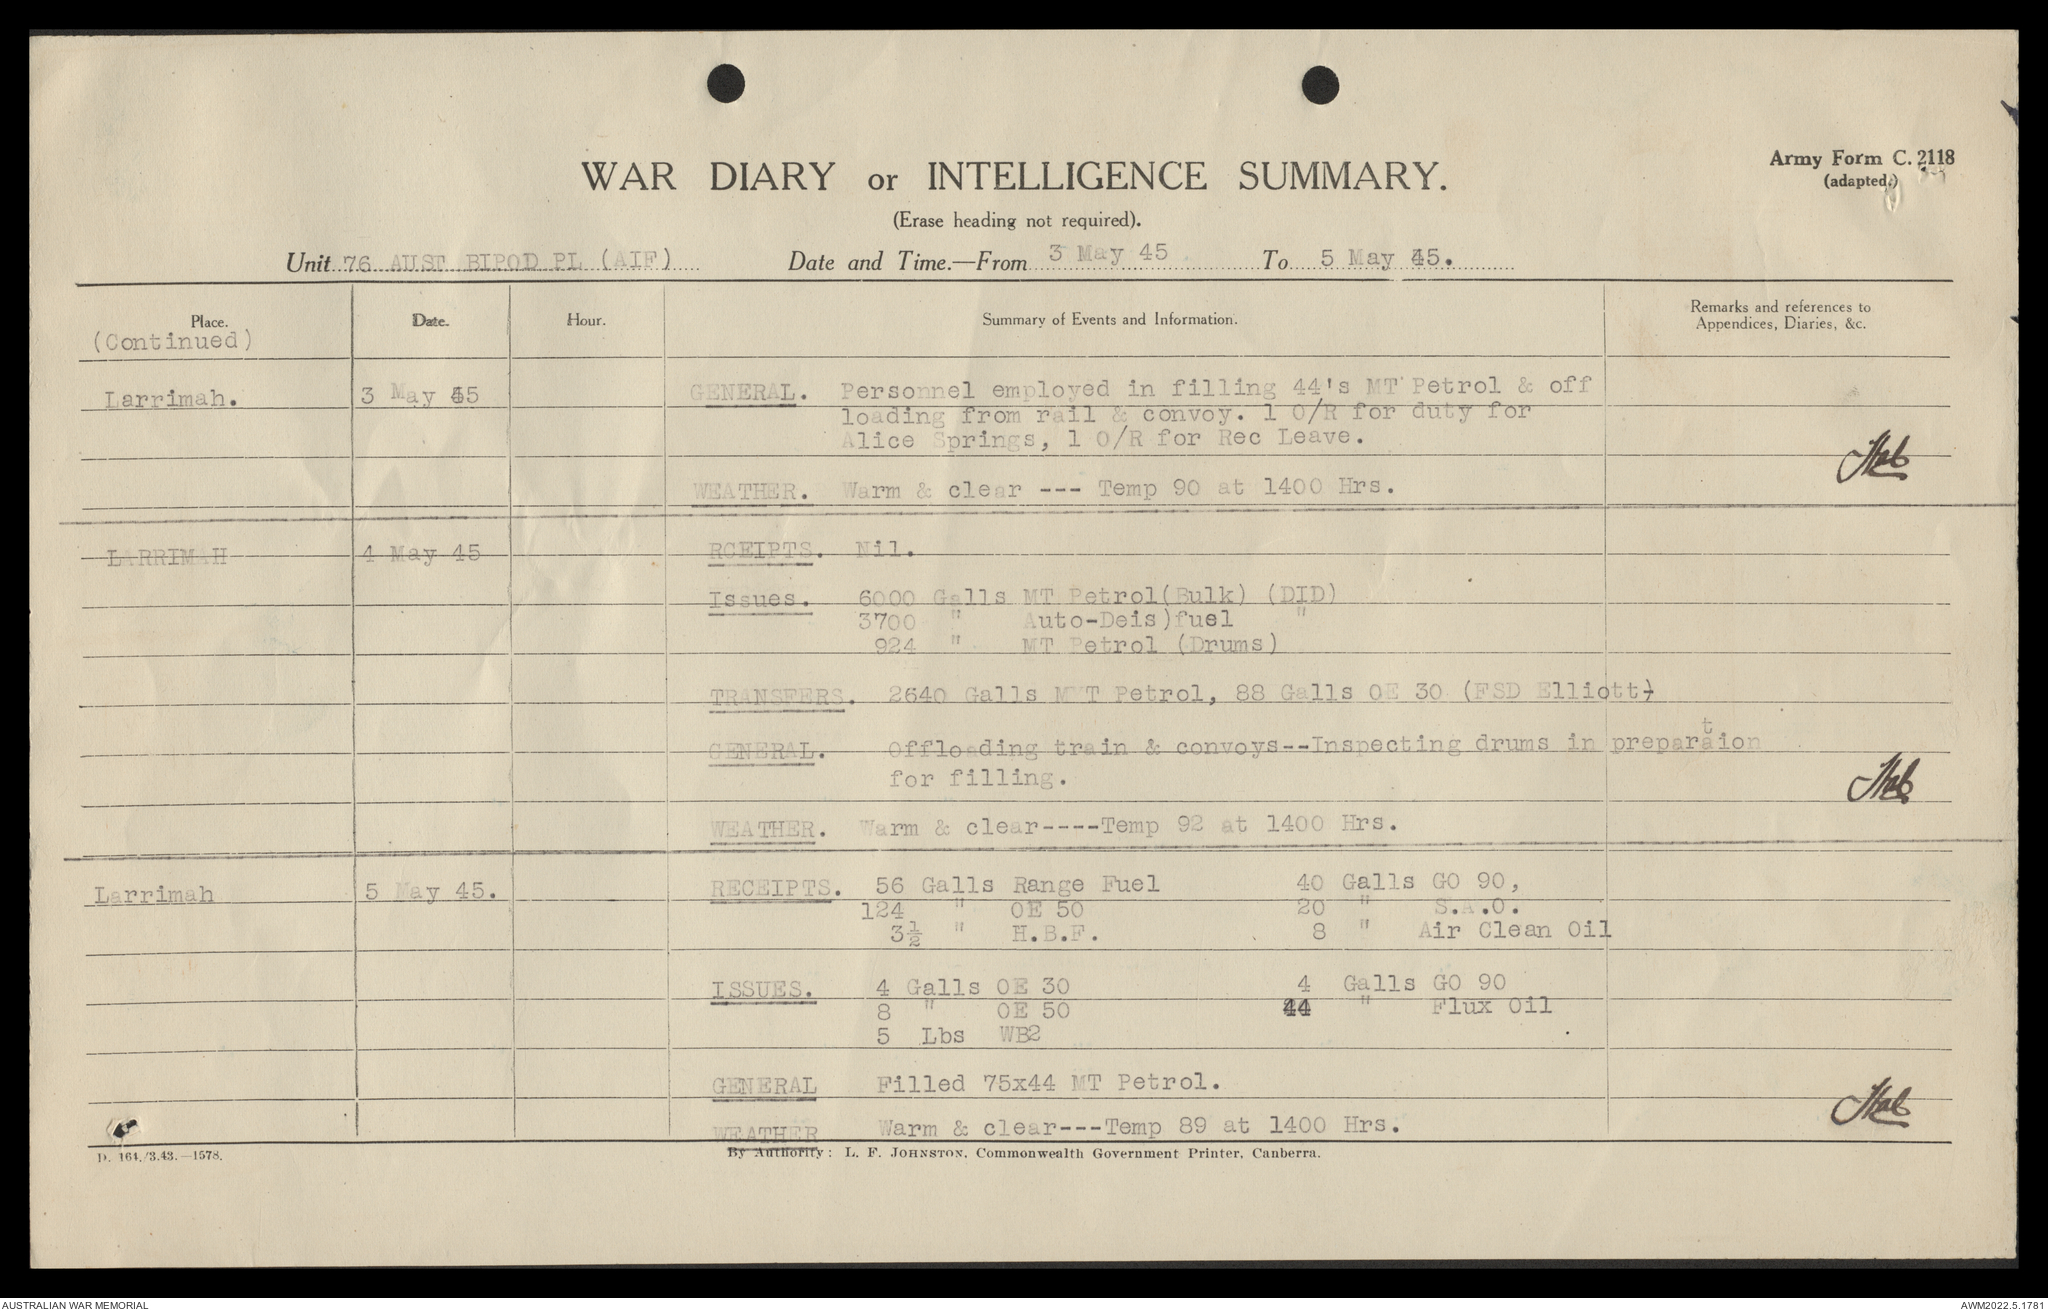 WAR DIARY or INTELLIGENCE SUMMARY.
Army Form C. 2118
(adapted.)
(Erase heading not required).
Unit 76 AUST BIPOD PL (AIF) Date and Time.—From 3 May 45 To 5 May 45.
Place. Date. Hour. Summary of Events and Information. Remarks and references to
Appendices, Diaries, &c.
(Continued)
Larrimah. 3 May 45 GENERAL. Personnel employed in filling 44's MT Petrol & off
loading from rail & convoy. 1 O/R for duty for
Alice Springs, 1 O/R for Rec Leave.
WEATHER. Warm & clear --- Temp 90 at 1400 Hrs.
LARRIMAH 4 May 45 RCEIPTS. Nil.
Issues. 6000 Galls MT Petrol(Bulk) (DID)
3700 " Auto-Deis)fuel "
924 " MT Petrol (Drums)
TRANSFERS. 2640 Galls MT Petrol, 88 Galls OE 30 (FSD Elliott)
GENERAL. Offloading train & convoys--Inspecting drums in preparation
for filling.
WEATHER. Warm & clear----Temp 92 at 1400 Hrs.
Larrimah 5 May 45. RECEIPTS. 56 Galls Range Fuel 40 Galls GO 90,
124 " OE 50 20 " S.A.O.
3½ " H.B.F. 8 " Air Clean Oil
ISSUES. 4 Galls OE 30 4 Galls GO 90
8 " OE 50 44 " Flux Oil
5 Lbs WB2
GENERAL Filled 75x44 MT Petrol.
WEATHER Warm & clear---Temp 89 at 1400 Hrs.
D. 164./3.43.—1578. By Authority: L. F. JOHNSTON, Commonwealth Government Printer, Canberra.
AUSTRALIAN WAR MEMORIAL AWM2022.5.1781